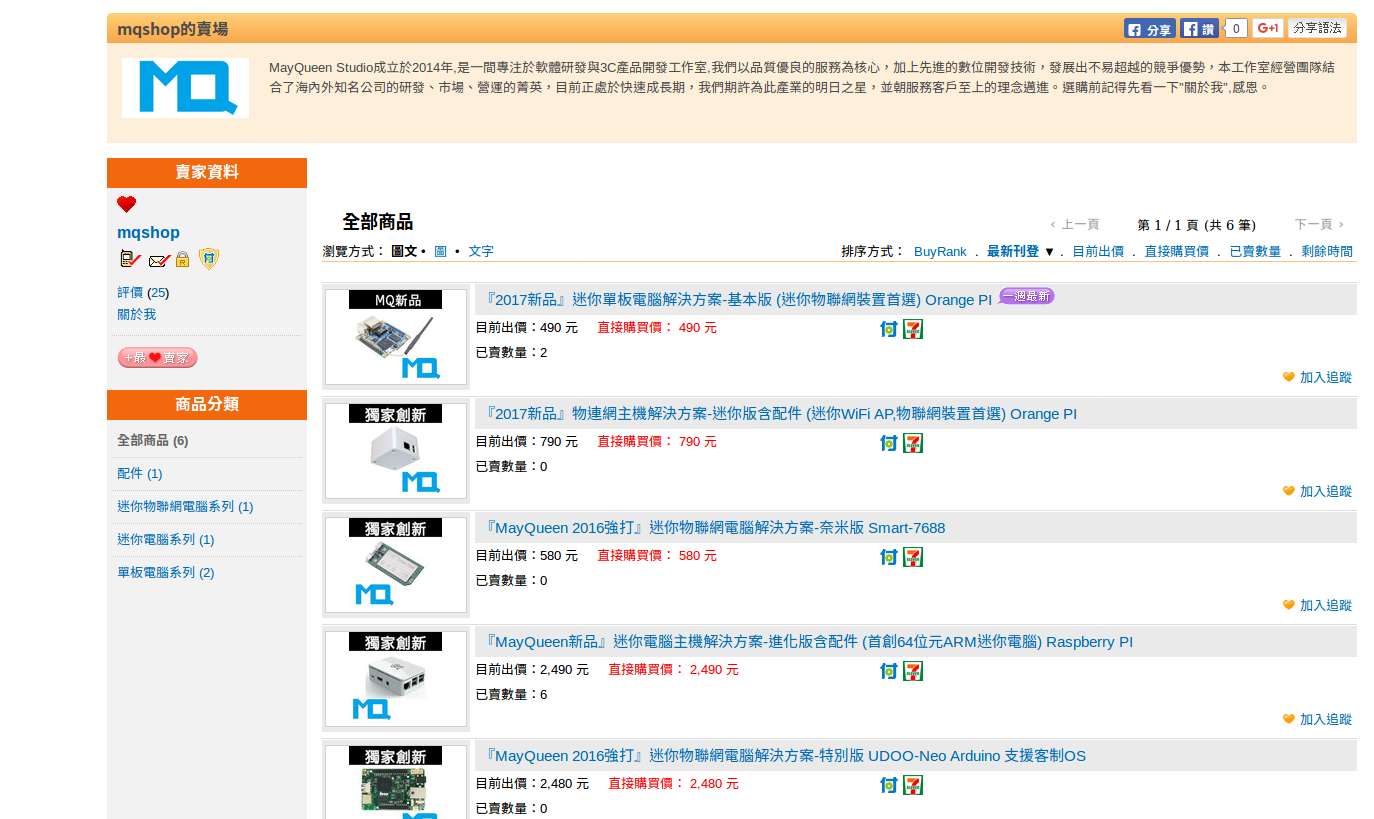 mqshop的賣場
分享
讚
0
G+1
分享語法
MQ
MayQueen Studio成立於2014年,是一間專注於軟體研發與3C產品開發工作室,我們以品質優良的服務為核心，加上先進的數位開發技術，發展出不易超越的競爭優勢，本工作室經營團隊結
合了海內外知名公司的研發、市場、營運的菁英，目前正處於快速成長期，我們期許為此產業的明日之星，並朝服務客戶至上的理念邁進。選購前記得先看一下"關於我",感恩。
賣家資料
mqshop
評價 (25)
關於我
+最❤賣家
商品分類
全部商品 (6)
配件 (1)
迷你物聯網電腦系列 (1)
迷你電腦系列 (1)
單板電腦系列 (2)
全部商品
‹ 上一頁 第 1 / 1 頁 (共 6 筆) 下一頁 ›
瀏覽方式： 圖文 • 圖 • 文字
排序方式： BuyRank . 最新刊登 ▼ . 目前出價 . 直接購買價 . 已賣數量 . 剩餘時間
MQ新品
MQ
『2017新品』迷你單板電腦解決方案-基本版 (迷你物聯網裝置首選) Orange PI 一週最新
目前出價：490 元 直接購買價： 490 元 付 7 ELEVEN
已賣數量：2
加入追蹤
獨家創新
MQ
『2017新品』物連網主機解決方案-迷你版含配件 (迷你WiFi AP,物聯網裝置首選) Orange PI
目前出價：790 元 直接購買價： 790 元 付 7 ELEVEN
已賣數量：0
加入追蹤
獨家創新
MQ
『MayQueen 2016強打』迷你物聯網電腦解決方案-奈米版 Smart-7688
目前出價：580 元 直接購買價： 580 元 付 7 ELEVEN
已賣數量：0
加入追蹤
獨家創新
MQ
『MayQueen新品』迷你電腦主機解決方案-進化版含配件 (首創64位元ARM迷你電腦) Raspberry PI
目前出價：2,490 元 直接購買價： 2,490 元 付 7 ELEVEN
已賣數量：6
加入追蹤
獨家創新
MQ
『MayQueen 2016強打』迷你物聯網電腦解決方案-特別版 UDOO-Neo Arduino 支援客制OS
目前出價：2,480 元 直接購買價： 2,480 元 付 7 ELEVEN
已賣數量：0